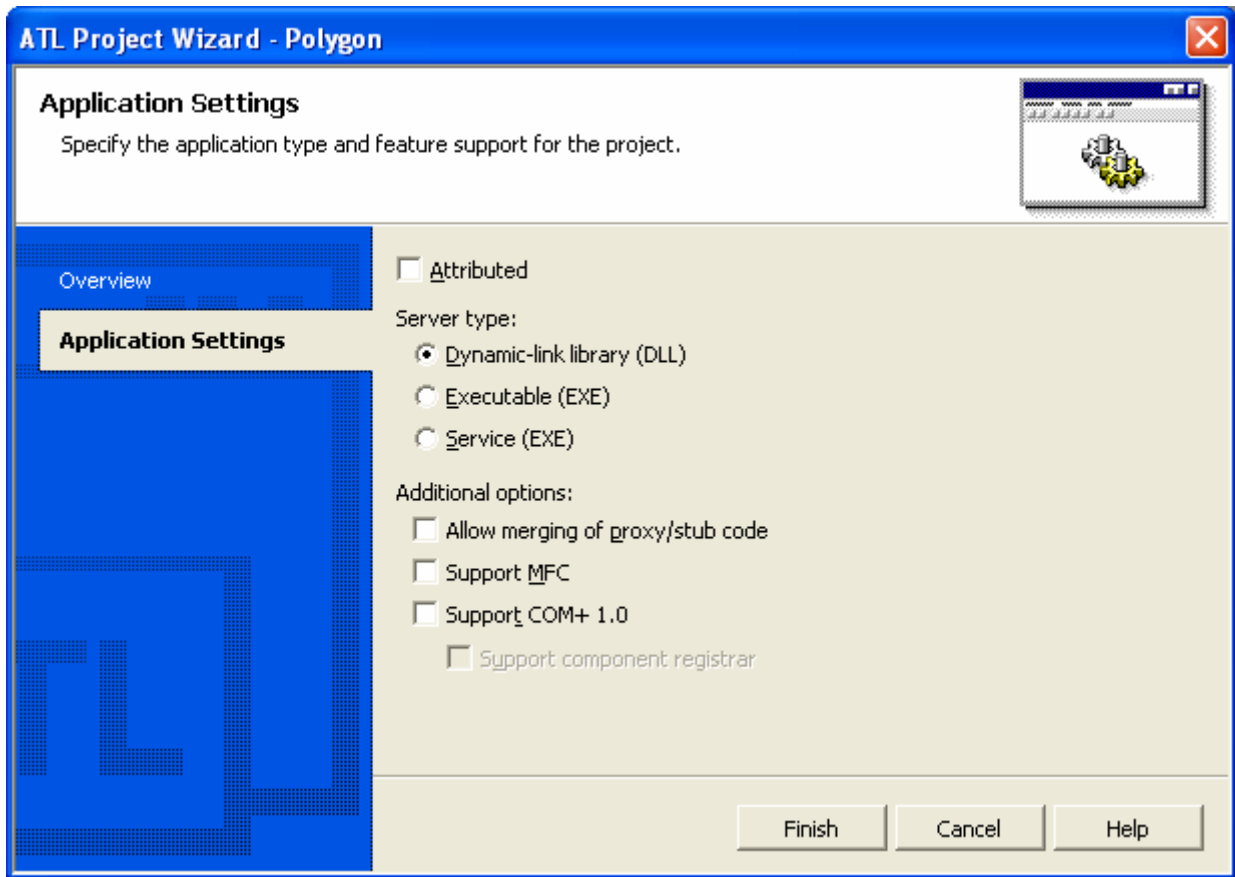 ATL Project Wizard - Polygon
Application Settings
Specify the application type and feature support for the project.
Overview
Application Settings
Attributed
Server type:
Dynamic-link library (DLL)
Executable (EXE)
Service (EXE)
Additional options:
Allow merging of proxy/stub code
Support MFC
Support COM+ 1.0
Support component registrar
Finish Cancel Help